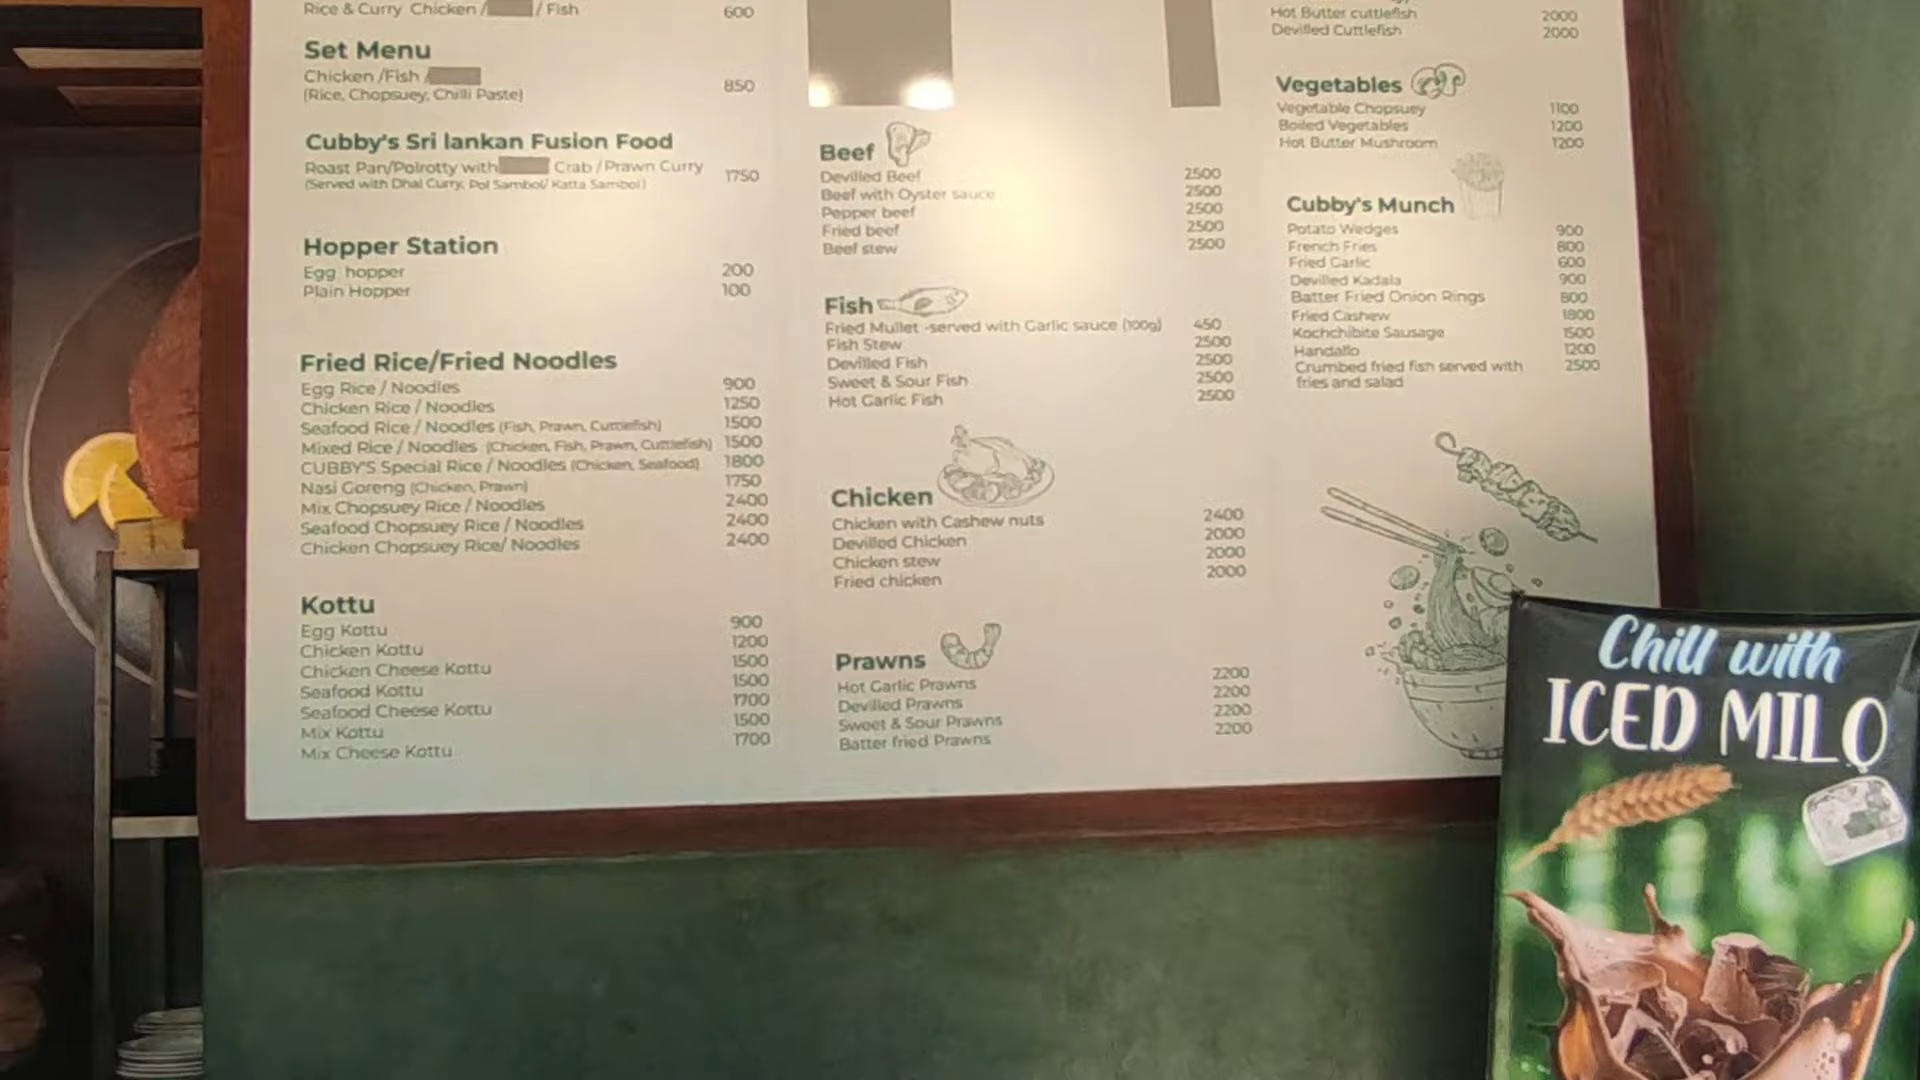 Rice & Curry Chicken / / Fish 600
Set Menu
Chicken /Fish / 850
(Rice, Chopsuey, Chilli Paste)
Cubby's Sri lankan Fusion Food
Roast Pan/Polrotty with Crab / Prawn Curry 1750
(Served with Dhal Curry, Pol Sambol/ Katta Sambol)
Hopper Station
Egg hopper 200
Plain Hopper 100
Fried Rice/Fried Noodles
Egg Rice / Noodles 900
Chicken Rice / Noodles 1250
Seafood Rice / Noodles (Fish, Prawn, Cuttlefish) 1500
Mixed Rice / Noodles (Chicken, Fish, Prawn, Cuttlefish) 1500
CUBBY'S Special Rice / Noodles (Chicken, Seafood) 1800
Nasi Goreng (Chicken, Prawn) 1750
Mix Chopsuey Rice / Noodles 2400
Seafood Chopsuey Rice / Noodles 2400
Chicken Chopsuey Rice/ Noodles 2400
Kottu
Egg Kottu 900
Chicken Kottu 1200
Chicken Cheese Kottu 1500
Seafood Kottu 1500
Seafood Cheese Kottu 1700
Mix Kottu 1500
Mix Cheese Kottu 1700
Beef
Devilled Beef 2500
Beef with Oyster sauce 2500
Pepper beef 2500
Fried beef 2500
Beef stew 2500
Fish
Fried Mullet -served with Garlic sauce (100g) 450
Fish Stew 2500
Devilled Fish 2500
Sweet & Sour Fish 2500
Hot Garlic Fish 2500
Chicken
Chicken with Cashew nuts 2400
Devilled Chicken 2000
Chicken stew 2000
Fried chicken 2000
Prawns
Hot Garlic Prawns 2200
Devilled Prawns 2200
Sweet & Sour Prawns 2200
Batter fried Prawns 2200
Hot Butter cuttlefish 2000
Devilled Cuttlefish 2000
Vegetables
Vegetable Chopsuey 1100
Boiled Vegetables 1200
Hot Butter Mushroom 1200
Cubby's Munch
Potato Wedges 900
French Fries 800
Fried Garlic 600
Devilled Kadala 900
Batter Fried Onion Rings 800
Fried Cashew 1800
Kochchibite Sausage 1500
Handallo 1200
Crumbed fried fish served with 2500
fries and salad
Chill with
ICED MILO